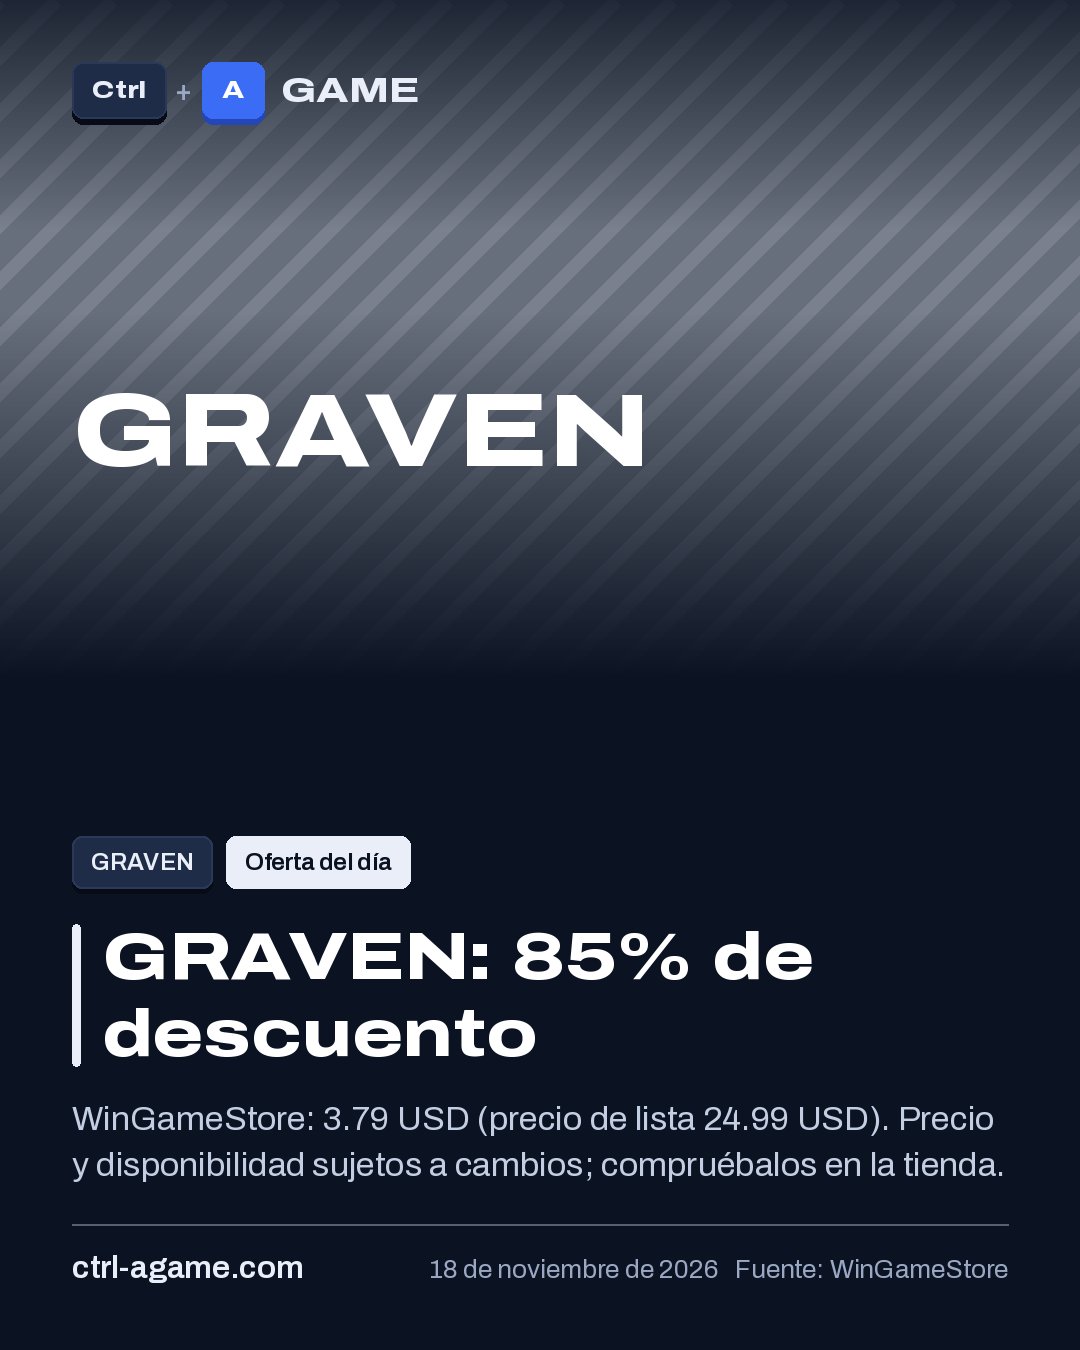 Ctrl + A GAME
GRAVEN
GRAVEN Oferta del día
GRAVEN: 85% de
descuento
WinGameStore: 3.79 USD (precio de lista 24.99 USD). Precio
y disponibilidad sujetos a cambios; compruébalos en la tienda.
ctrl-agame.com 18 de noviembre de 2026 Fuente: WinGameStore